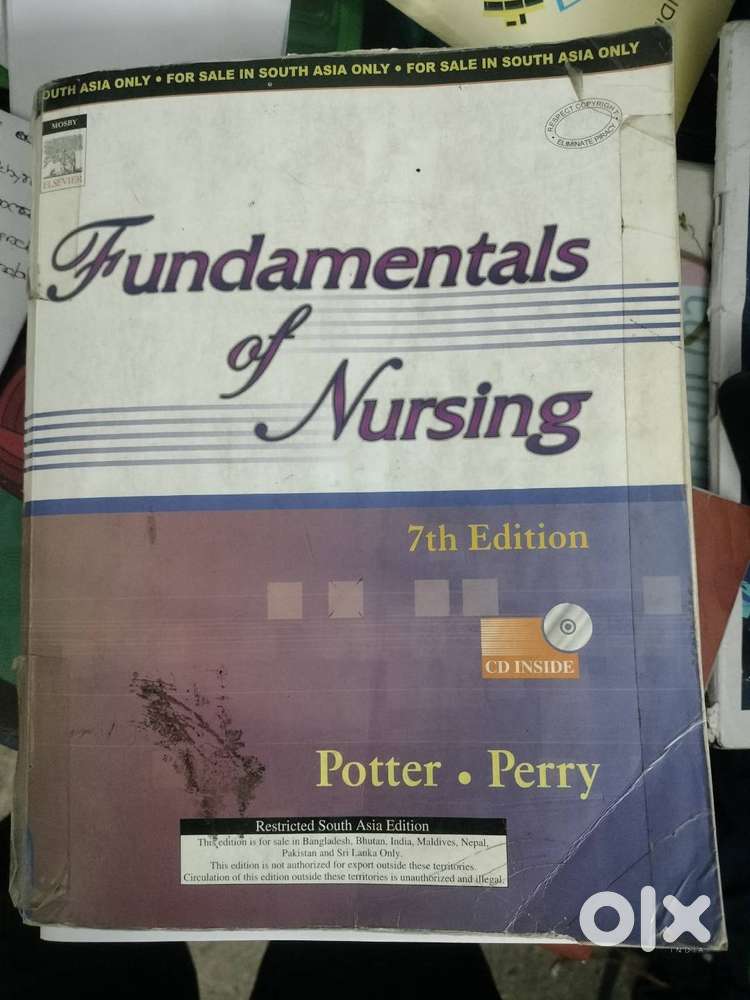 OUTH ASIA ONLY • FOR SALE IN SOUTH ASIA ONLY • FOR SALE IN SOUTH ASIA ONLY
MOSBY
ELSEVIER
RESPECT COPYRIGHT
ELIMINATE PIRACY
Fundamentals
of
Nursing
7th Edition
CD INSIDE
Potter • Perry
Restricted South Asia Edition
This edition is for sale in Bangladesh, Bhutan, India, Maldives, Nepal,
Pakistan and Sri Lanka Only.
This edition is not authorized for export outside these territories.
Circulation of this edition outside these territories is unauthorized and illegal.
olx
INDIA